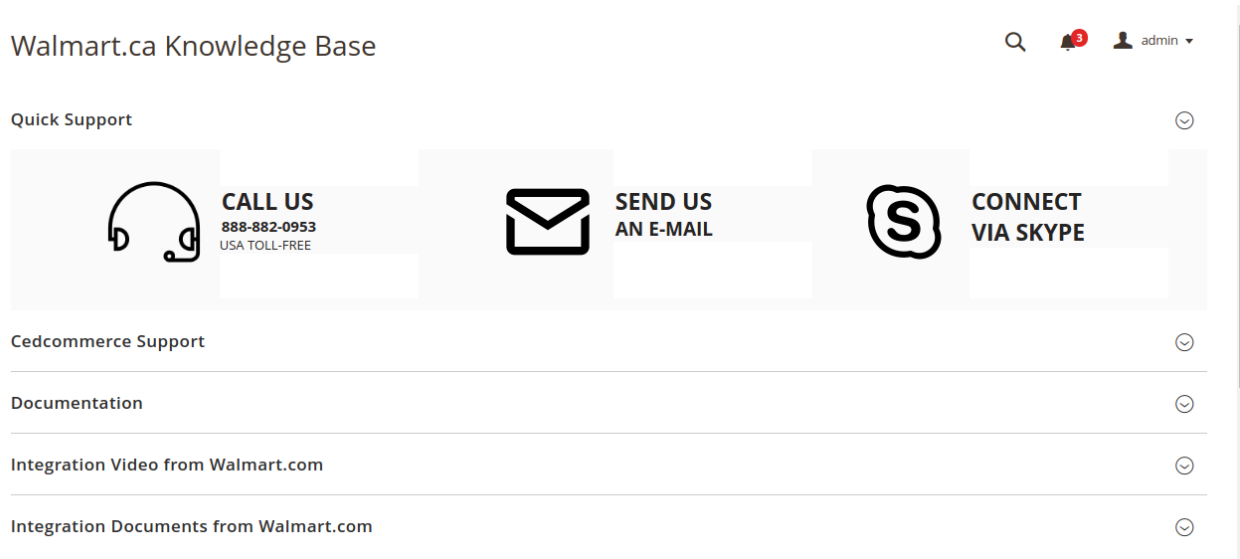 Walmart.ca Knowledge Base
3
admin
Quick Support
CALL US
888-882-0953
USA TOLL-FREE
SEND US
AN E-MAIL
S
CONNECT
VIA SKYPE
Cedcommerce Support
Documentation
Integration Video from Walmart.com
Integration Documents from Walmart.com